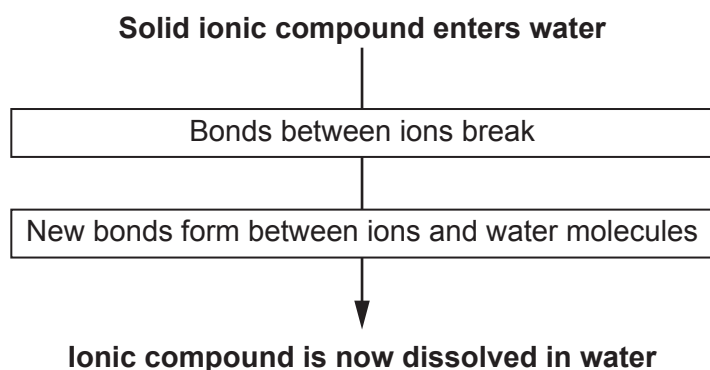 Solid ionic compound enters water
Bonds between ions break
New bonds form between ions and water molecules
Ionic compound is now dissolved in water